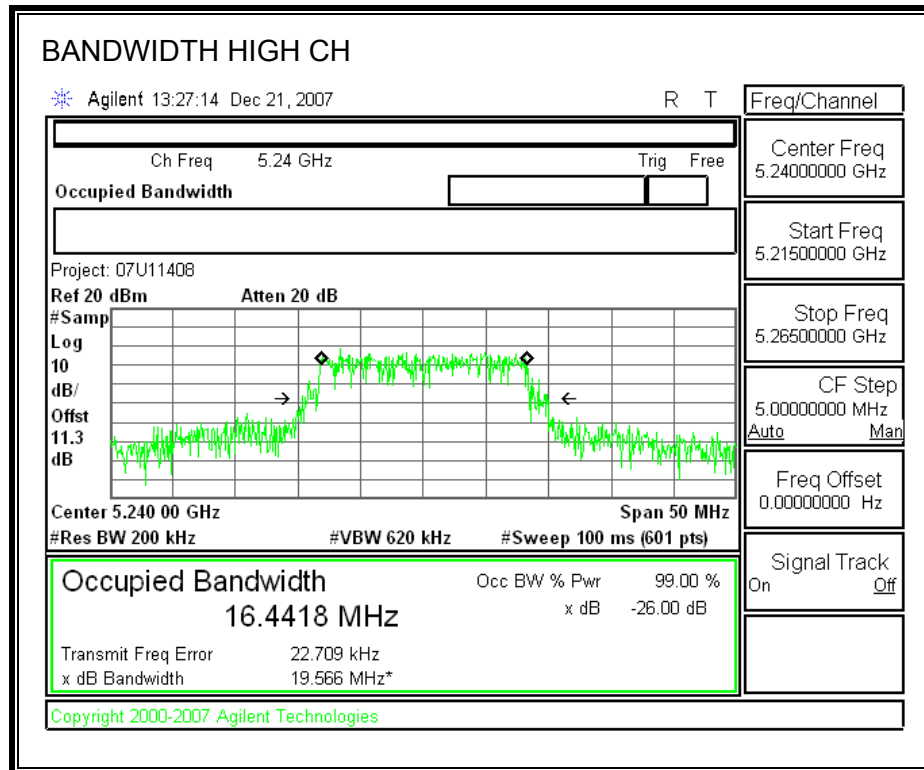 BANDWIDTH HIGH CH
Agilent 13:27:14 Dec 21, 2007 R T
Ch Freq 5.24 GHz Trig Free
Occupied Bandwidth
Project: 07U11408
Ref 20 dBm Atten 20 dB
#Samp
Log
10
dB/
Offst
11.3
dB
Center 5.240 00 GHz Span 50 MHz
#Res BW 200 kHz #VBW 620 kHz #Sweep 100 ms (601 pts)
Occupied Bandwidth Occ BW % Pwr 99.00 %
16.4418 MHz x dB -26.00 dB
Transmit Freq Error 22.709 kHz
x dB Bandwidth 19.566 MHz*
Copyright 2000-2007 Agilent Technologies
Freq/Channel
Center Freq
5.24000000 GHz
Start Freq
5.21500000 GHz
Stop Freq
5.26500000 GHz
CF Step
5.00000000 MHz
Auto Man
Freq Offset
0.00000000 Hz
Signal Track
On Off